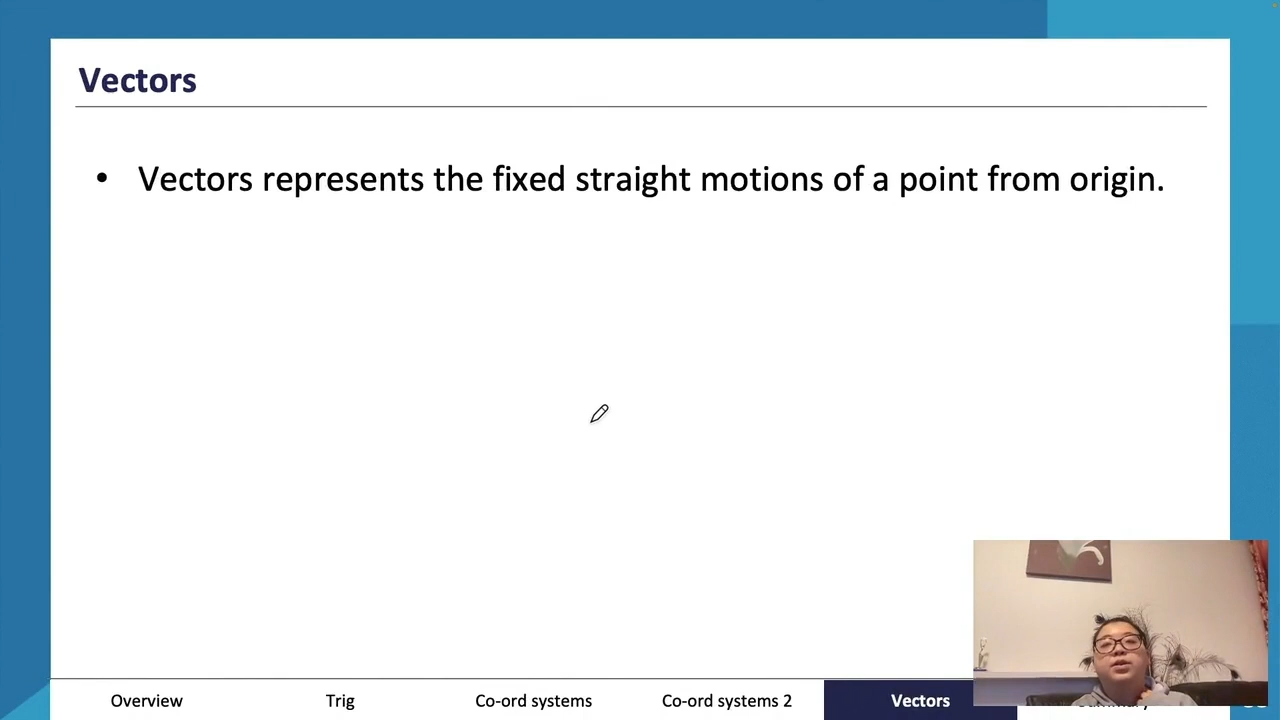 Vectors
• Vectors represents the fixed straight motions of a point from origin.
Overview Trig Co-ord systems Co-ord systems 2 Vectors